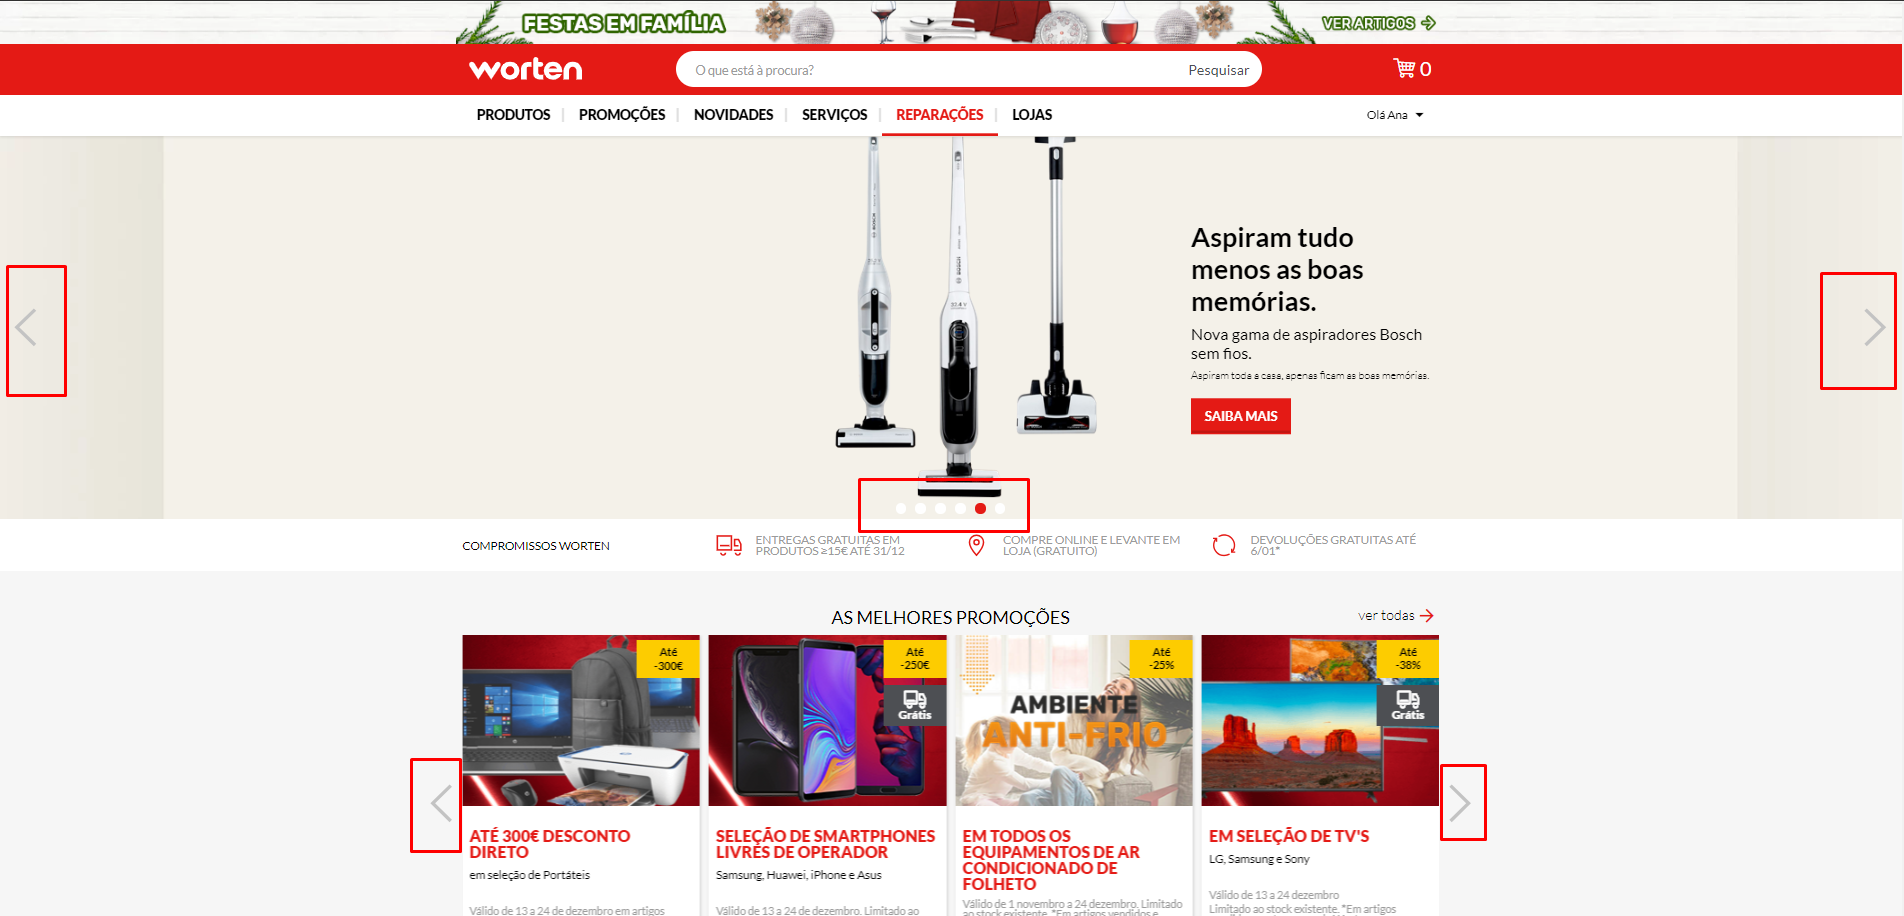 FESTAS EM FAMÍLIA
VER ARTIGOS
worten
O que está à procura?
Pesquisar
0
PRODUTOS
PROMOÇÕES
NOVIDADES
SERVIÇOS
REPARAÇÕES
LOJAS
Olá Ana
Aspiram tudo
menos as boas
memórias.
Nova gama de aspiradores Bosch
sem fios.
Aspiram toda a casa, apenas ficam as boas memórias.
SAIBA MAIS
COMPROMISSOS WORTEN
ENTREGAS GRATUITAS EM
PRODUTOS ≥15€ ATÉ 31/12
COMPRE ONLINE E LEVANTE EM
LOJA (GRATUITO)
DEVOLUÇÕES GRATUITAS ATÉ
6/01*
AS MELHORES PROMOÇÕES
ver todas
Até
-300€
ATÉ 300€ DESCONTO
DIRETO
em seleção de Portáteis
Válido de 13 a 24 de dezembro em artigos
Até
-250€
Grátis
SELEÇÃO DE SMARTPHONES
LIVRES DE OPERADOR
Samsung, Huawei, iPhone e Asus
Válido de 13 a 24 de dezembro. Limitado ao
Até
-25%
AMBIENTE
ANTI-FRIO
EM TODOS OS
EQUIPAMENTOS DE AR
CONDICIONADO DE
FOLHETO
Válido de 1 novembro a 24 dezembro. Limitado
ao stock existente. *Em artigos vendidos e
Até
-38%
Grátis
EM SELEÇÃO DE TV'S
LG, Samsung e Sony
Válido de 13 a 24 dezembro
Limitado ao stock existente. *Em artigos